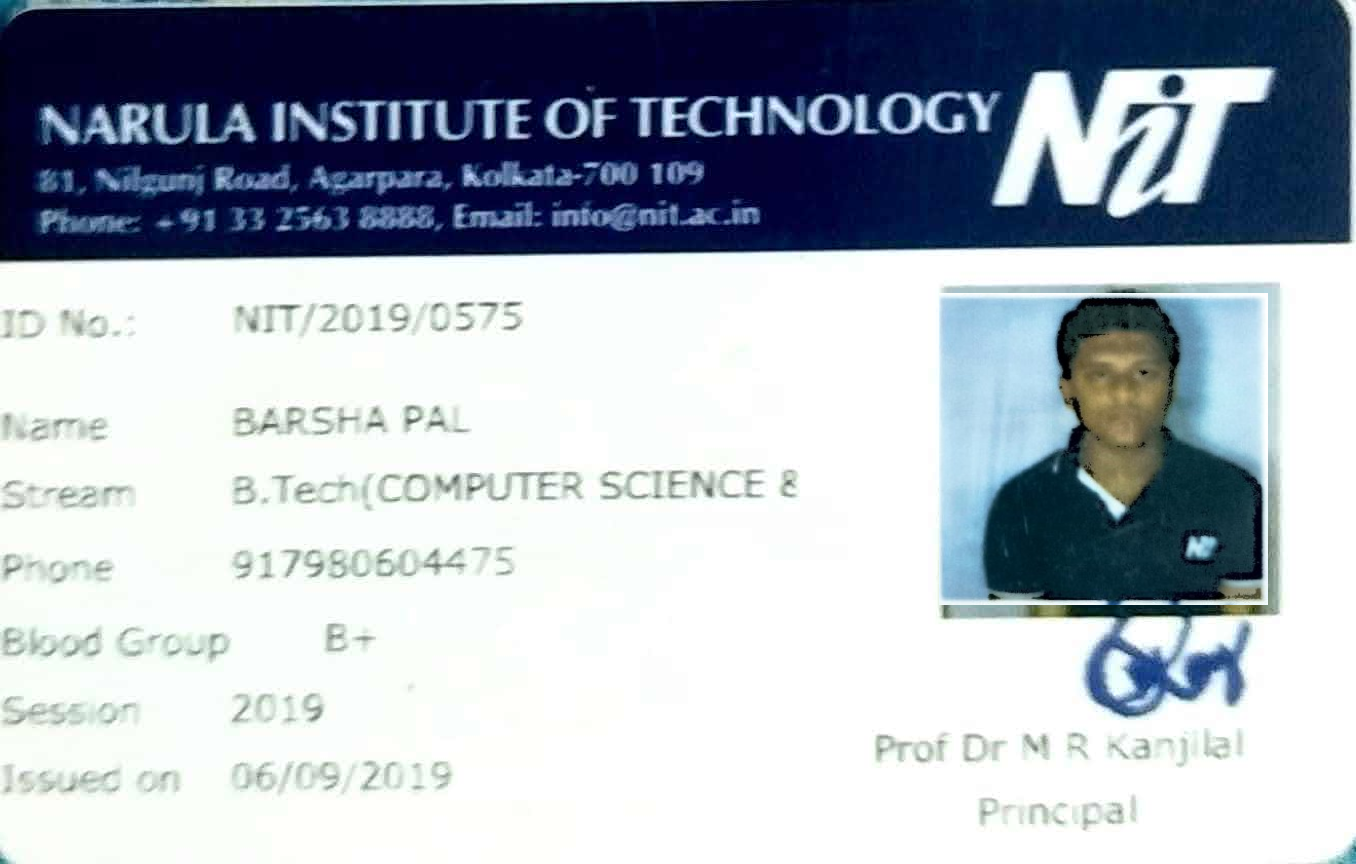 NARULA INSTITUTE OF TECHNOLOGY
NiT
81, Nilgunj Road, Agarpara, Kolkata-700 109
Phone: +91 33 2563 8888, Email: info@nit.ac.in
ID No.: NIT/2019/0575
Name BARSHA PAL
Stream B.Tech(COMPUTER SCIENCE &
Phone 917980604475
Blood Group B+
Session 2019
Issued on 06/09/2019
NiT
Prof Dr M R Kanjilal
Principal